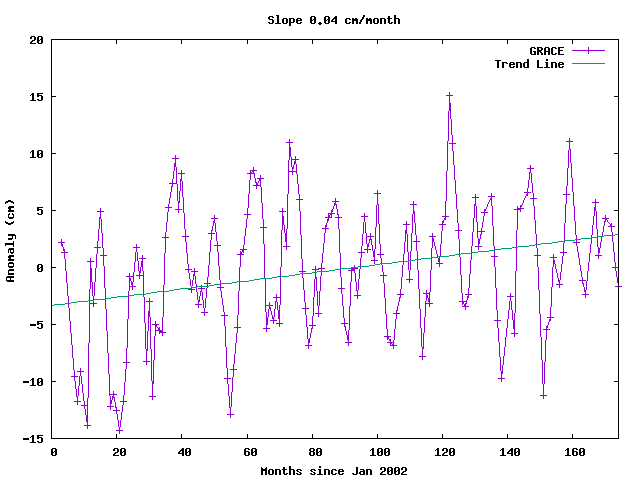 Slope 0.04 cm/month
GRACE
Trend Line
Anomaly (cm)
20
15
10
5
0
-5
-10
-15
0 20 40 60 80 100 120 140 160
Months since Jan 2002